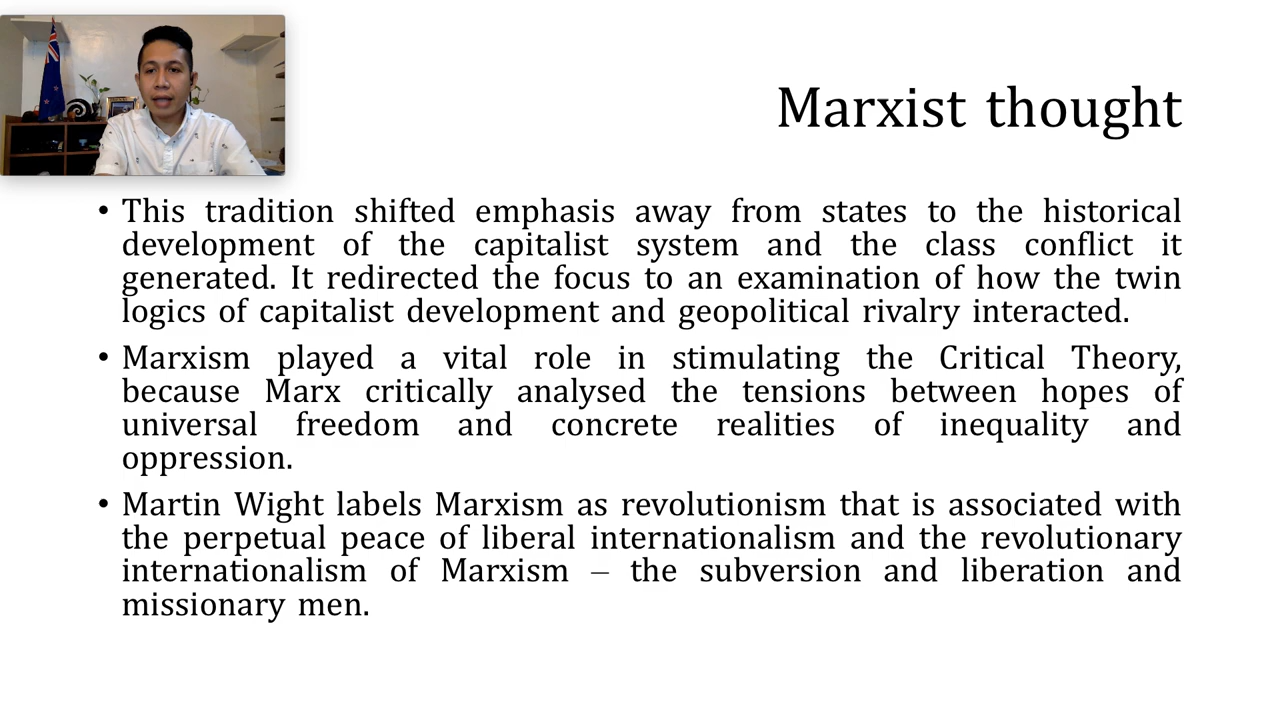 Marxist thought
• This tradition shifted emphasis away from states to the historical
development of the capitalist system and the class conflict it
generated. It redirected the focus to an examination of how the twin
logics of capitalist development and geopolitical rivalry interacted.
• Marxism played a vital role in stimulating the Critical Theory,
because Marx critically analysed the tensions between hopes of
universal freedom and concrete realities of inequality and
oppression.
• Martin Wight labels Marxism as revolutionism that is associated with
the perpetual peace of liberal internationalism and the revolutionary
internationalism of Marxism – the subversion and liberation and
missionary men.